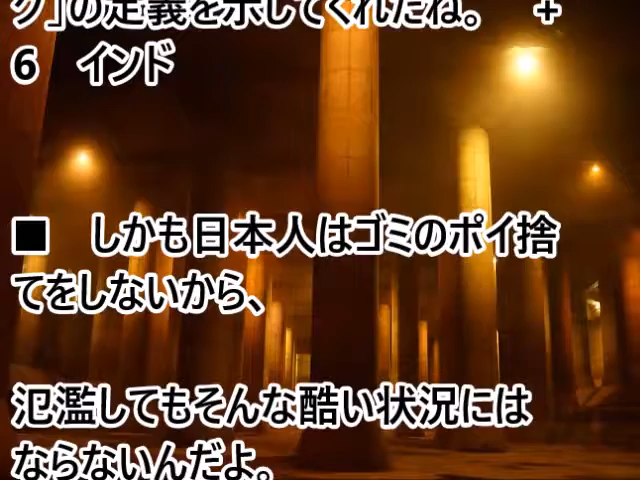 ク」の定義を示してくれたね。　+
6　インド
■　しかも日本人はゴミのポイ捨
てをしないから、
氾濫してもそんな酷い状況には
ならないんだよ。